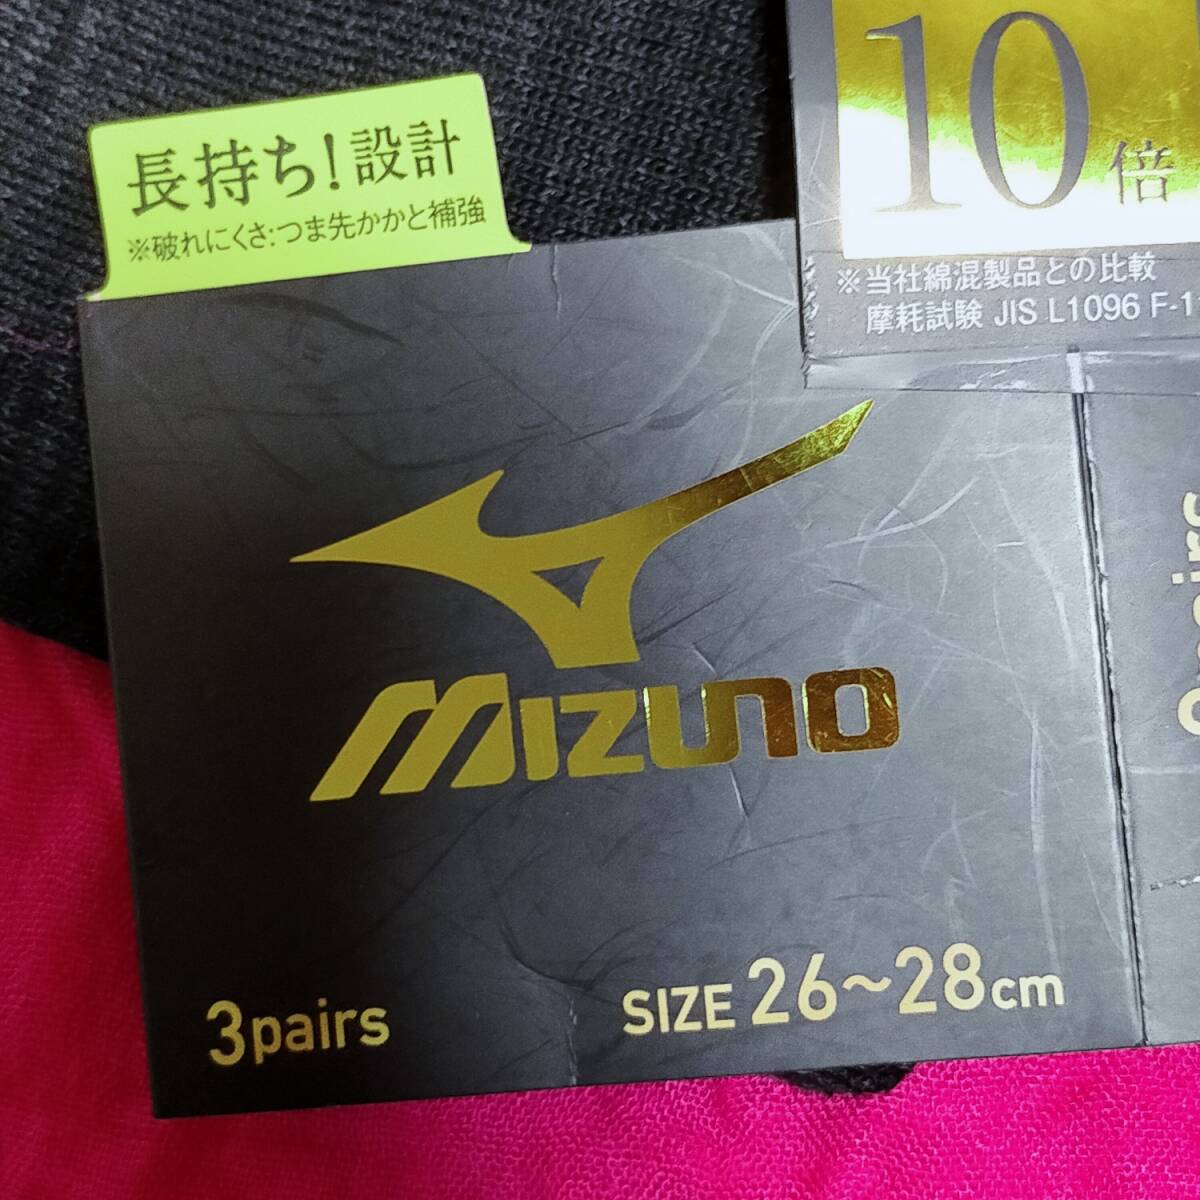 長持ち!設計
※破れにくさ:つま先かかと補強
10倍
※当社綿混製品との比較
摩耗試験 JIS L1096 F-1
MIZUNO
3pairs
SIZE 26~28cm